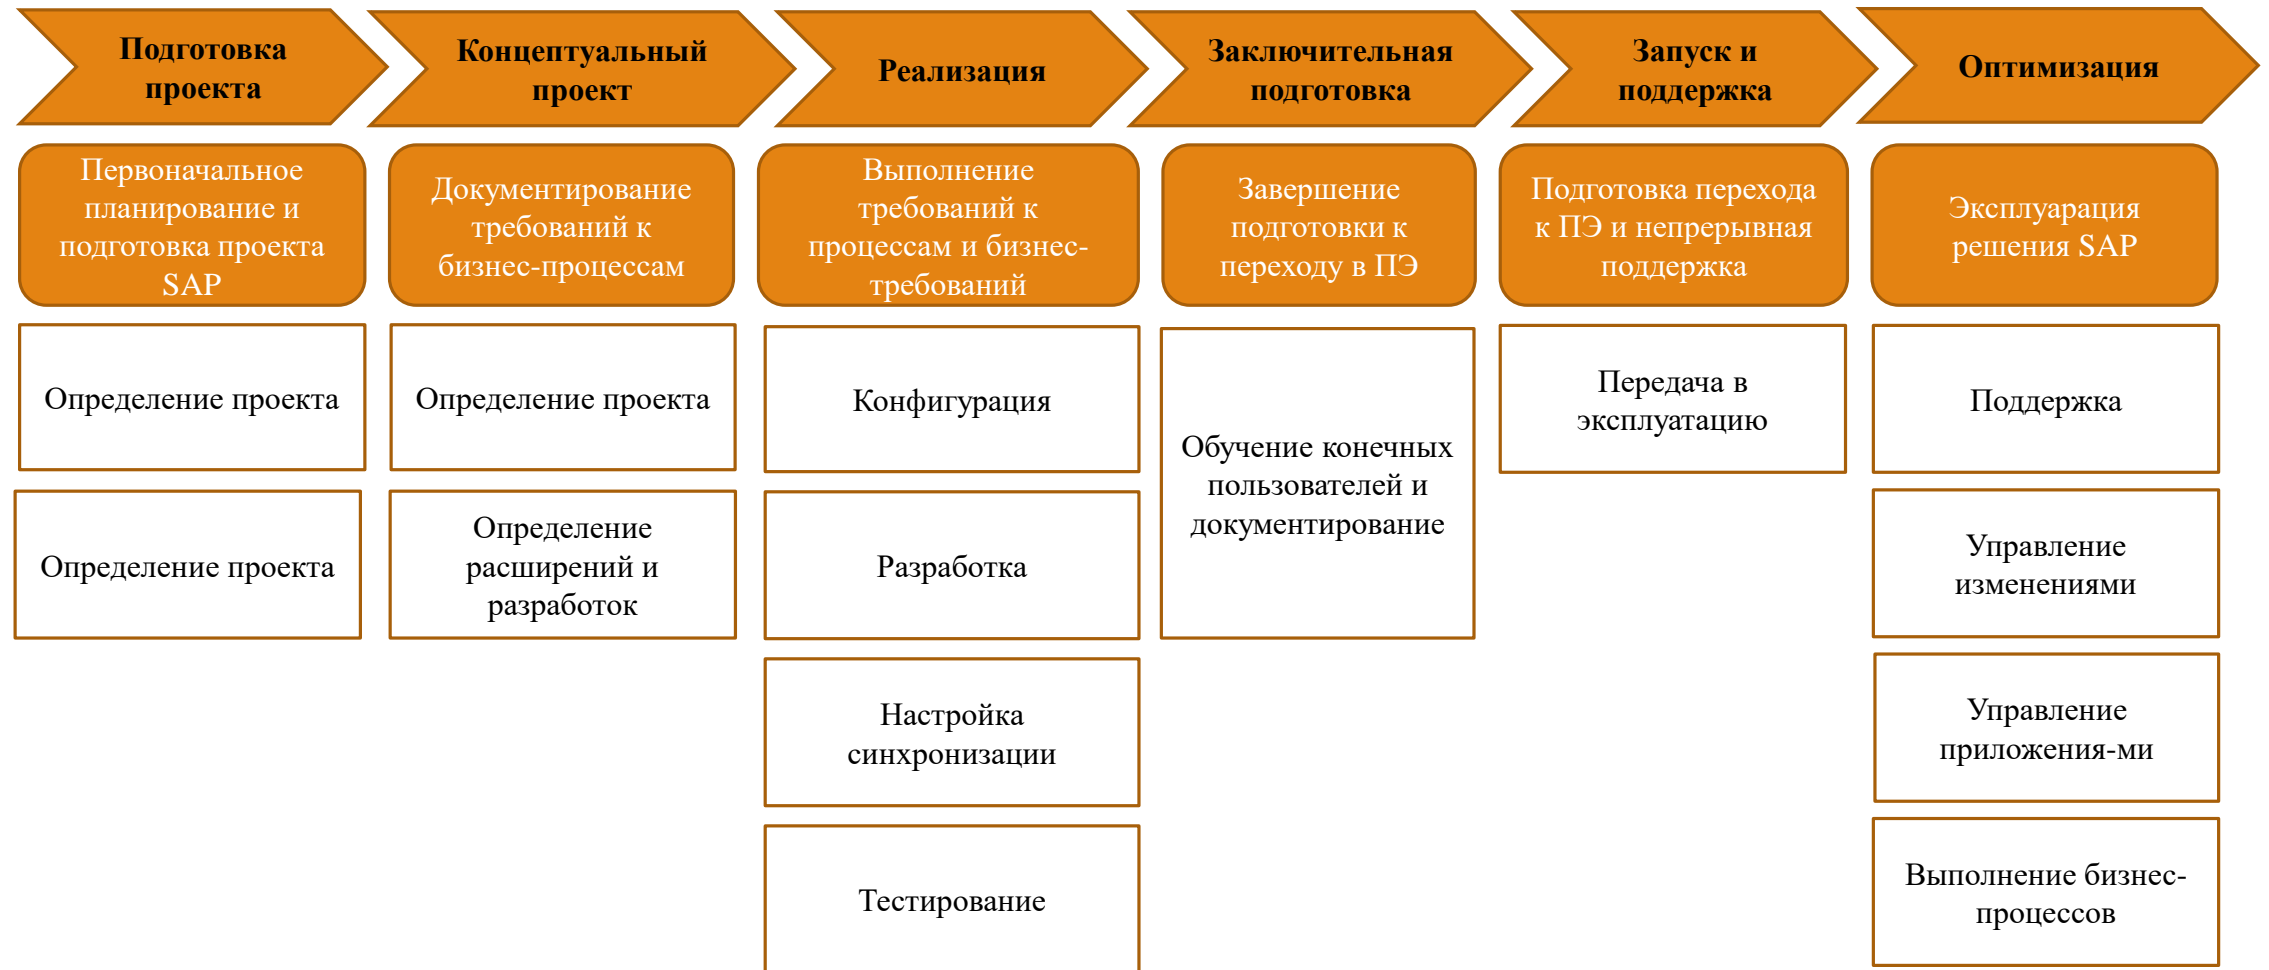 Подготовка
проекта
Концептуальный
проект
Реализация
Заключительная
подготовка
Запуск и
поддержка
Оптимизация
Первоначальное
планирование и
подготовка проекта
SAP
Документирование
требований к
бизнес-процессам
Выполнение
требований к
процессам и бизнес-
требований
Завершение
подготовки к
переходу в ПЭ
Подготовка перехода
к ПЭ и непрерывная
поддержка
Эксплуарация
решения SAP
Определение проекта
Определение проекта
Конфигурация
Обучение конечных
пользователей и
документирование
Передача в
эксплуатацию
Поддержка
Определение проекта
Определение
расширений и
разработок
Разработка
Управление
изменениями
Настройка
синхронизации
Управление
приложения-ми
Тестирование
Выполнение бизнес-
процессов